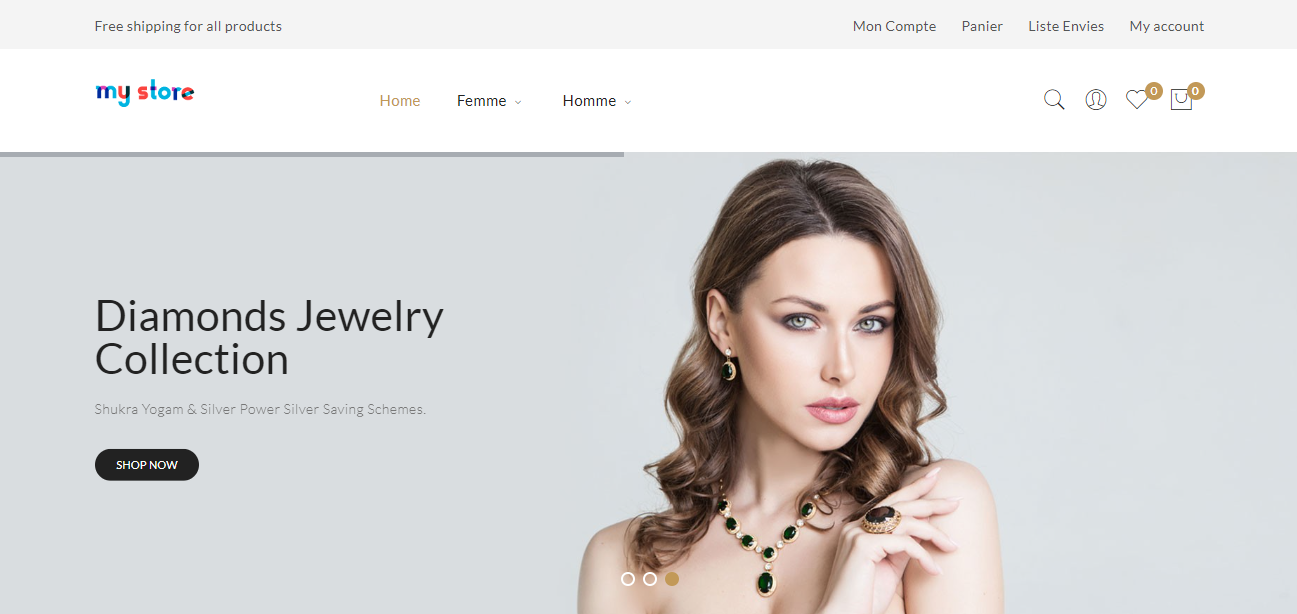 Free shipping for all products
Mon Compte Panier Liste Envies My account
my store
Home Femme Homme
0 0
Diamonds Jewelry
Collection
Shukra Yogam & Silver Power Silver Saving Schemes.
SHOP NOW